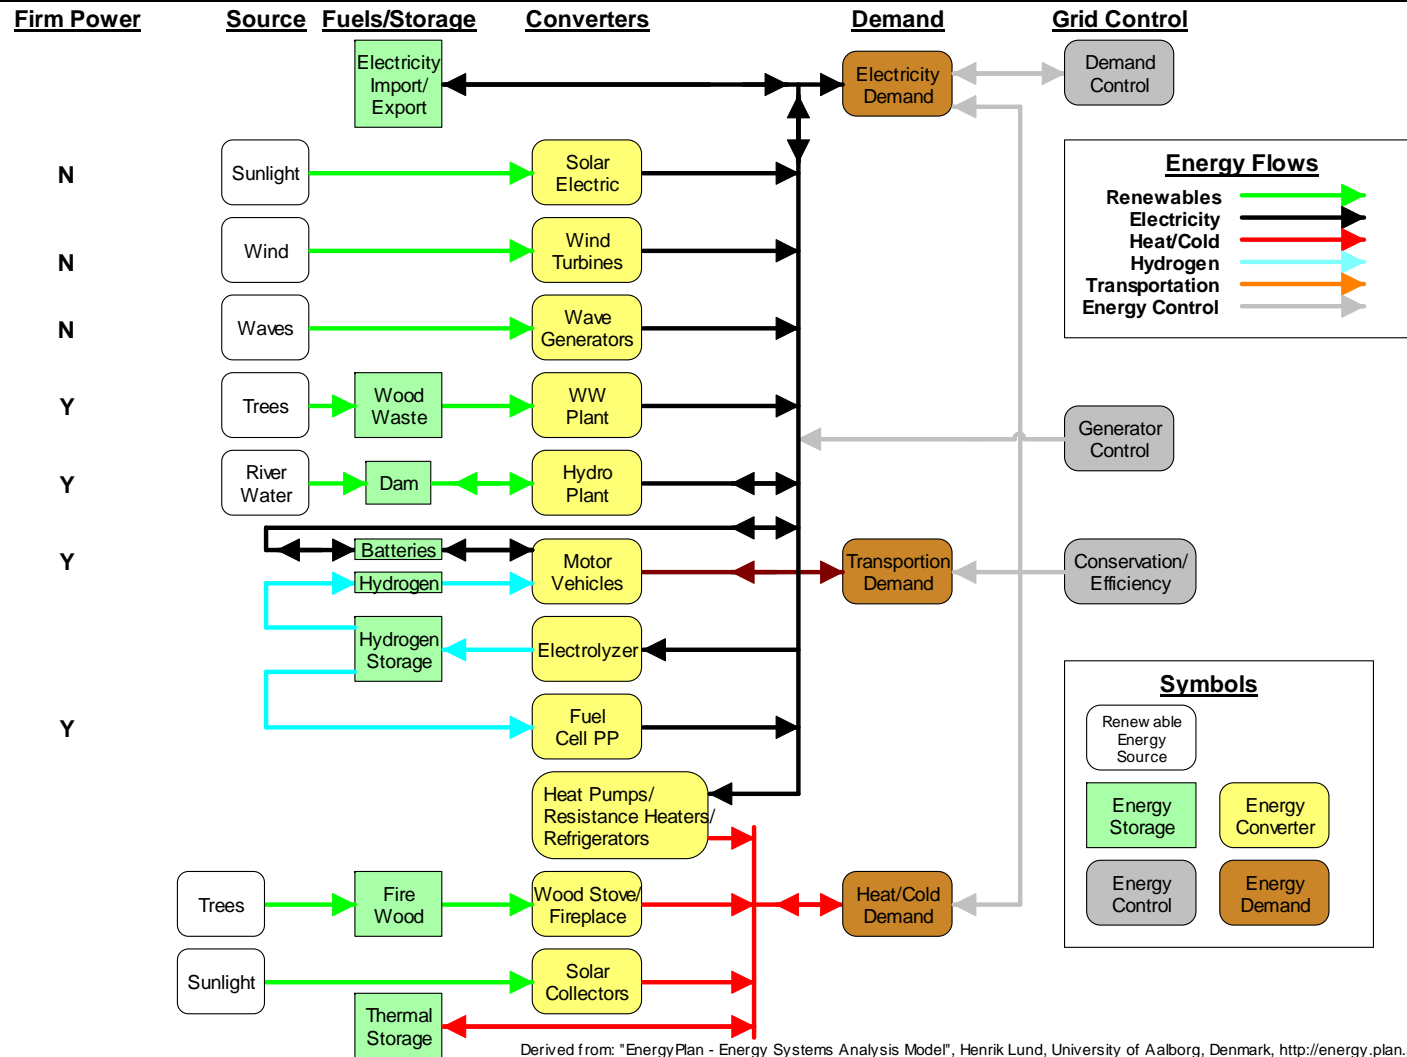 Firm Power Source Fuels/Storage Converters Demand Grid Control
Electricity
Import/
Export
Electricity
Demand
Demand
Control
N
Sunlight
Solar
Electric
Energy Flows
Renewables
Electricity
Heat/Cold
Hydrogen
Transportation
Energy Control
N
Wind
Wind
Turbines
N
Waves
Wave
Generators
Y
Trees
Wood
Waste
WW
Plant
Generator
Control
Y
River
Water
Dam
Hydro
Plant
Y
Batteries
Hydrogen
Motor
Vehicles
Transportion
Demand
Conservation/
Efficiency
Hydrogen
Storage
Electrolyzer
Y
Fuel
Cell PP
Symbols
Renewable
Energy
Source
Energy
Storage
Energy
Converter
Energy
Control
Energy
Demand
Heat Pumps/
Resistance Heaters/
Refrigerators
Trees
Fire
Wood
Wood Stove/
Fireplace
Heat/Cold
Demand
Sunlight
Solar
Collectors
Thermal
Storage
Derived from: "EnergyPlan - Energy Systems Analysis Model", Henrik Lund, University of Aalborg, Denmark, http://energy.plan.